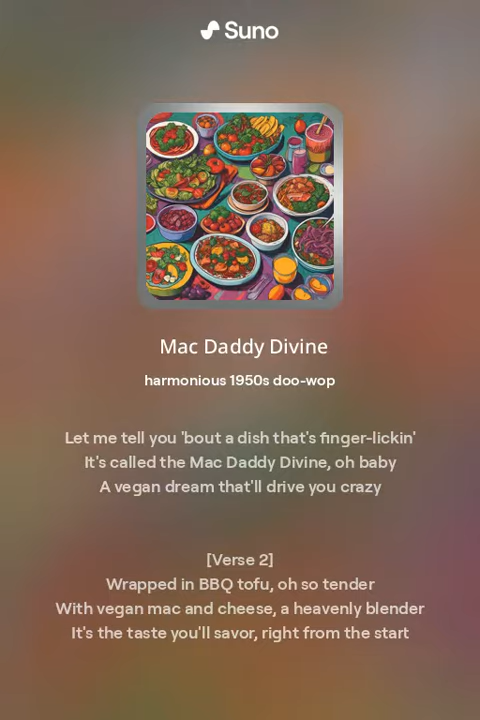 Suno
Mac Daddy Divine
harmonious 1950s doo-wop
Let me tell you 'bout a dish that's finger-lickin'
It's called the Mac Daddy Divine, oh baby
A vegan dream that'll drive you crazy
[Verse 2]
Wrapped in BBQ tofu, oh so tender
With vegan mac and cheese, a heavenly blender
It's the taste you'll savor, right from the start